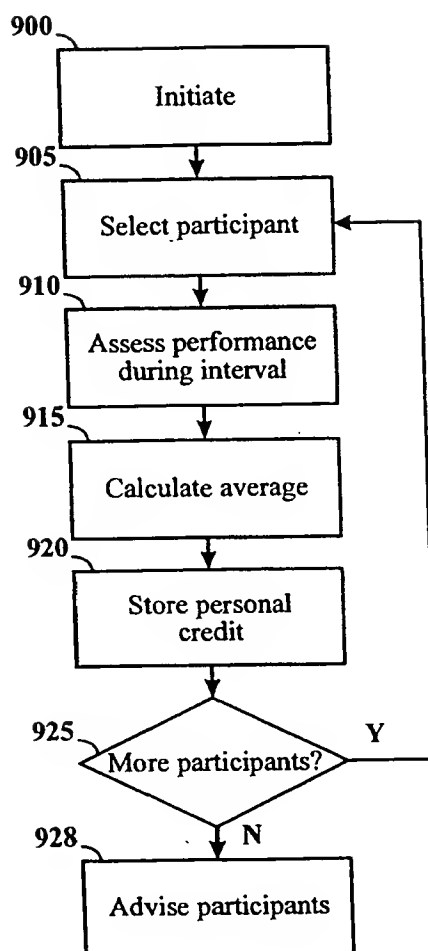 900
Initiate
905
Select participant
910
Assess performance
during interval
915
Calculate average
920
Store personal
credit
925
More participants?
Y
N
928
Advise participants